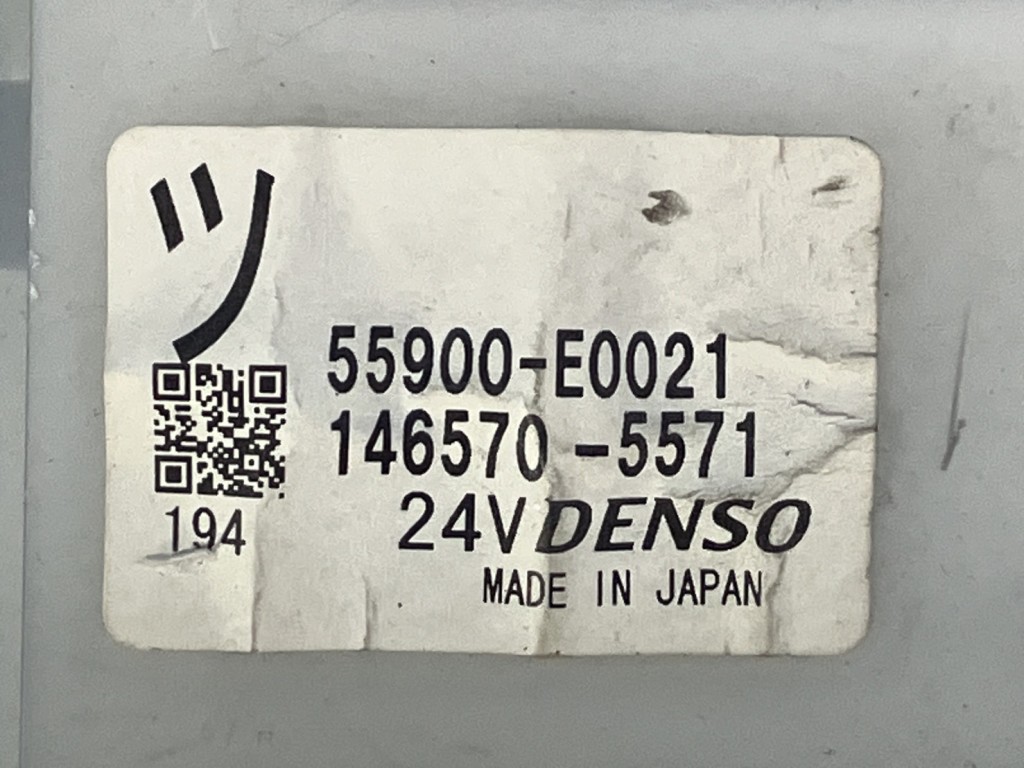 ツ
55900-E0021
146570-5571
194
24V DENSO
MADE IN JAPAN